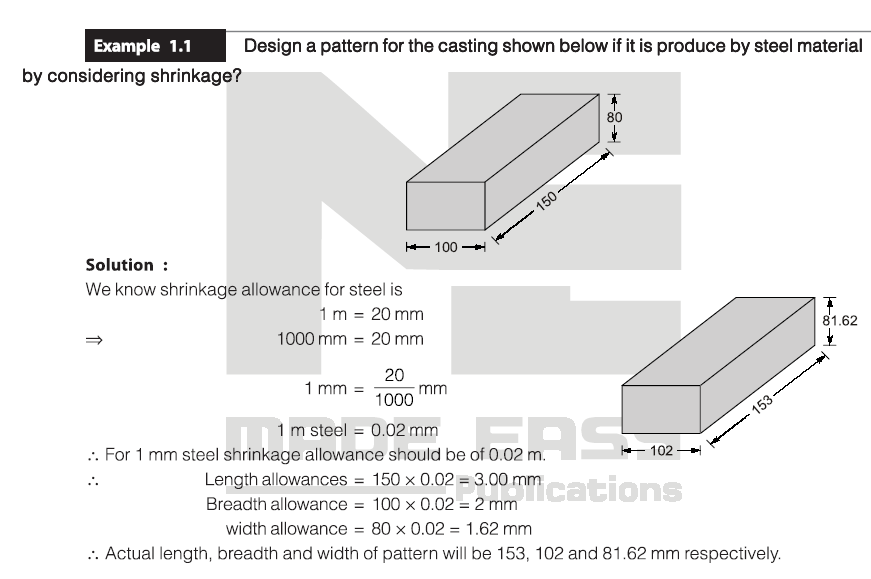 Example 1.1 Design a pattern for the casting shown below if it is produce by steel material
by considering shrinkage?
80
150
100
Solution :
We know shrinkage allowance for steel is
1 m = 20 mm
⇒ 1000 mm = 20 mm
1 mm = 20/1000 mm
1 m steel = 0.02 mm
∴ For 1 mm steel shrinkage allowance should be of 0.02 m.
∴ Length allowances = 150 × 0.02 = 3.00 mm
Breadth allowance = 100 × 0.02 = 2 mm
width allowance = 80 × 0.02 = 1.62 mm
∴ Actual length, breadth and width of pattern will be 153, 102 and 81.62 mm respectively.
81.62
153
102
MADE EASY
Publications